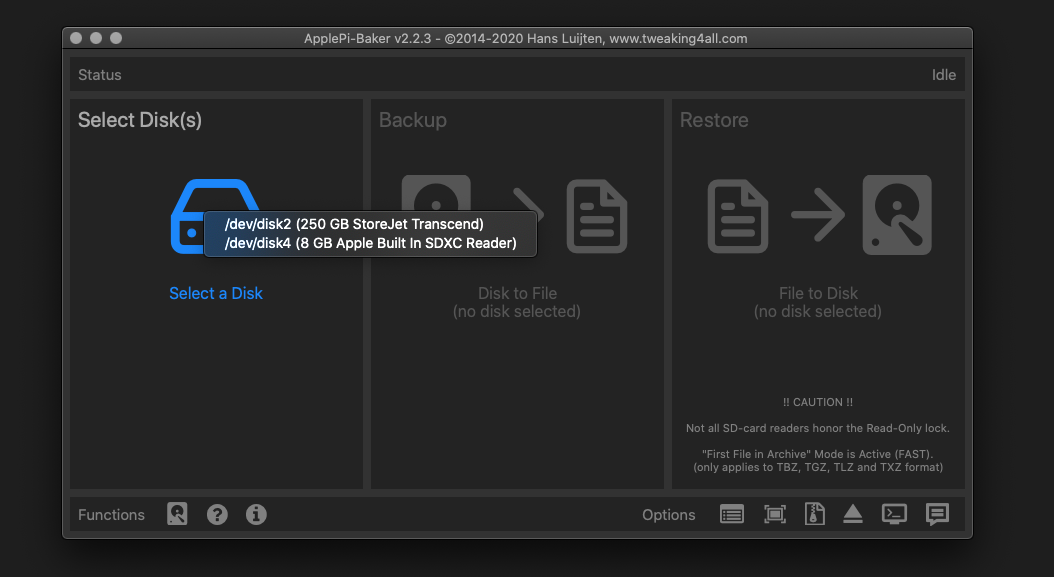 ApplePi-Baker v2.2.3 - ©2014-2020 Hans Luijten, www.tweaking4all.com
Status
Idle
Select Disk(s)
/dev/disk2 (250 GB StoreJet Transcend)
/dev/disk4 (8 GB Apple Built In SDXC Reader)
Select a Disk
Backup
Disk to File
(no disk selected)
Restore
File to Disk
(no disk selected)
!! CAUTION !!
Not all SD-card readers honor the Read-Only lock.
"First File in Archive" Mode is Active (FAST).
(only applies to TBZ, TGZ, TLZ and TXZ format)
Functions
Options